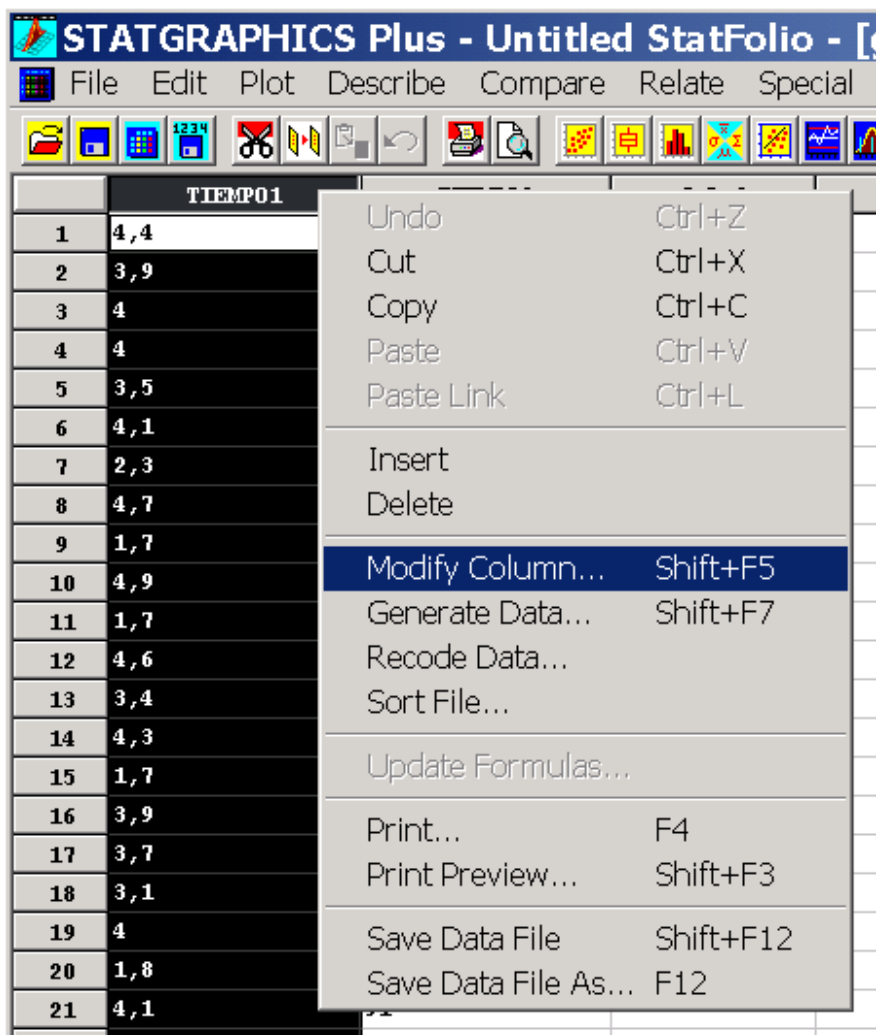 STATGRAPHICS Plus - Untitled StatFolio - [
File Edit Plot Describe Compare Relate Special
1234
TIEMPO1
1 4,4
2 3,9
3 4
4 4
5 3,5
6 4,1
7 2,3
8 4,7
9 1,7
10 4,9
11 1,7
12 4,6
13 3,4
14 4,3
15 1,7
16 3,9
17 3,7
18 3,1
19 4
20 1,8
21 4,1
Undo Ctrl+Z
Cut Ctrl+X
Copy Ctrl+C
Paste Ctrl+V
Paste Link Ctrl+L
Insert
Delete
Modify Column... Shift+F5
Generate Data... Shift+F7
Recode Data...
Sort File...
Update Formulas...
Print... F4
Print Preview... Shift+F3
Save Data File Shift+F12
Save Data File As... F12